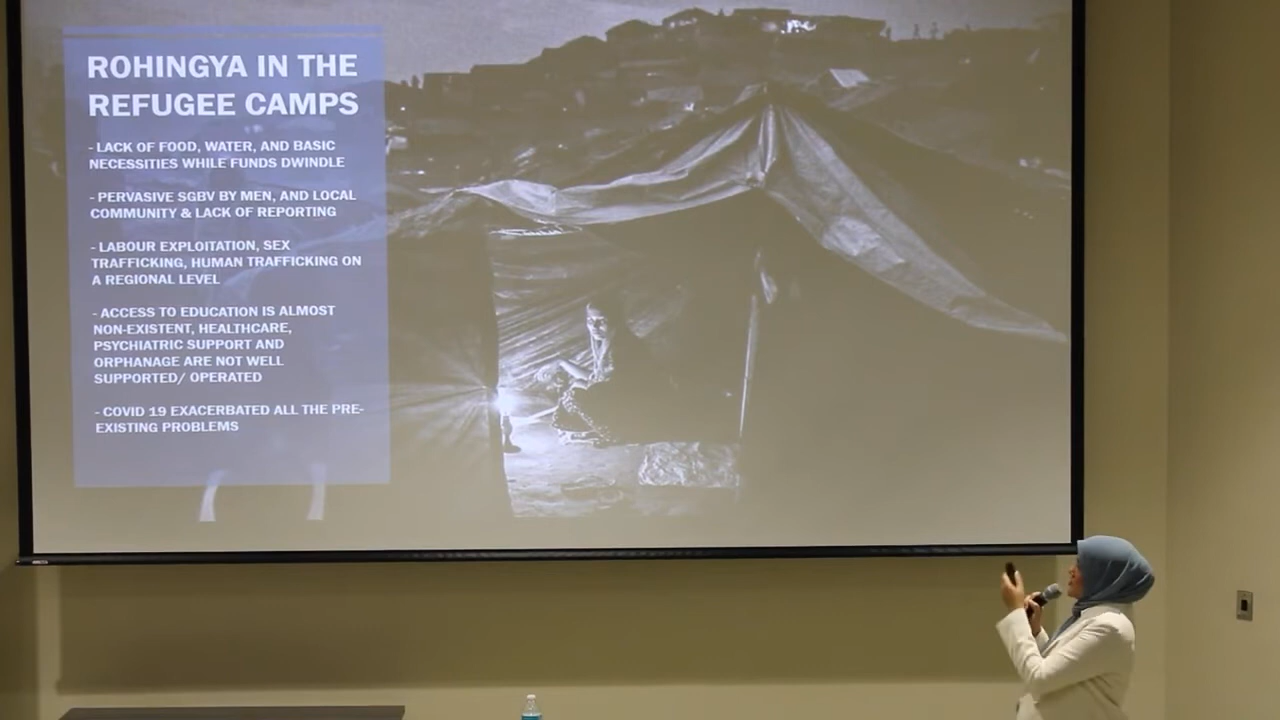 ROHINGYA IN THE
REFUGEE CAMPS
- LACK OF FOOD, WATER, AND BASIC
NECESSITIES WHILE FUNDS DWINDLE
- PERVASIVE SGBV BY MEN, AND LOCAL
COMMUNITY & LACK OF REPORTING
- LABOUR EXPLOITATION, SEX
TRAFFICKING, HUMAN TRAFFICKING ON
A REGIONAL LEVEL
- ACCESS TO EDUCATION IS ALMOST
NON-EXISTENT, HEALTHCARE,
PSYCHIATRIC SUPPORT AND
ORPHANAGE ARE NOT WELL
SUPPORTED/ OPERATED
- COVID 19 EXACERBATED ALL THE PRE-
EXISTING PROBLEMS